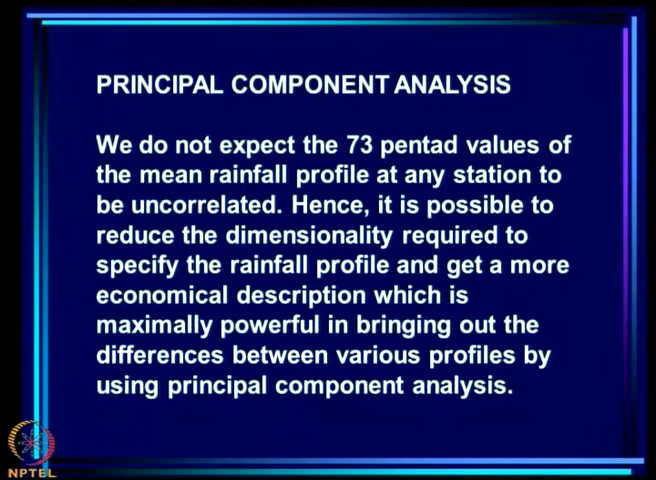 PRINCIPAL COMPONENT ANALYSIS
We do not expect the 73 pentad values of
the mean rainfall profile at any station to
be uncorrelated. Hence, it is possible to
reduce the dimensionality required to
specify the rainfall profile and get a more
economical description which is
maximally powerful in bringing out the
differences between various profiles by
using principal component analysis.
NPTEL